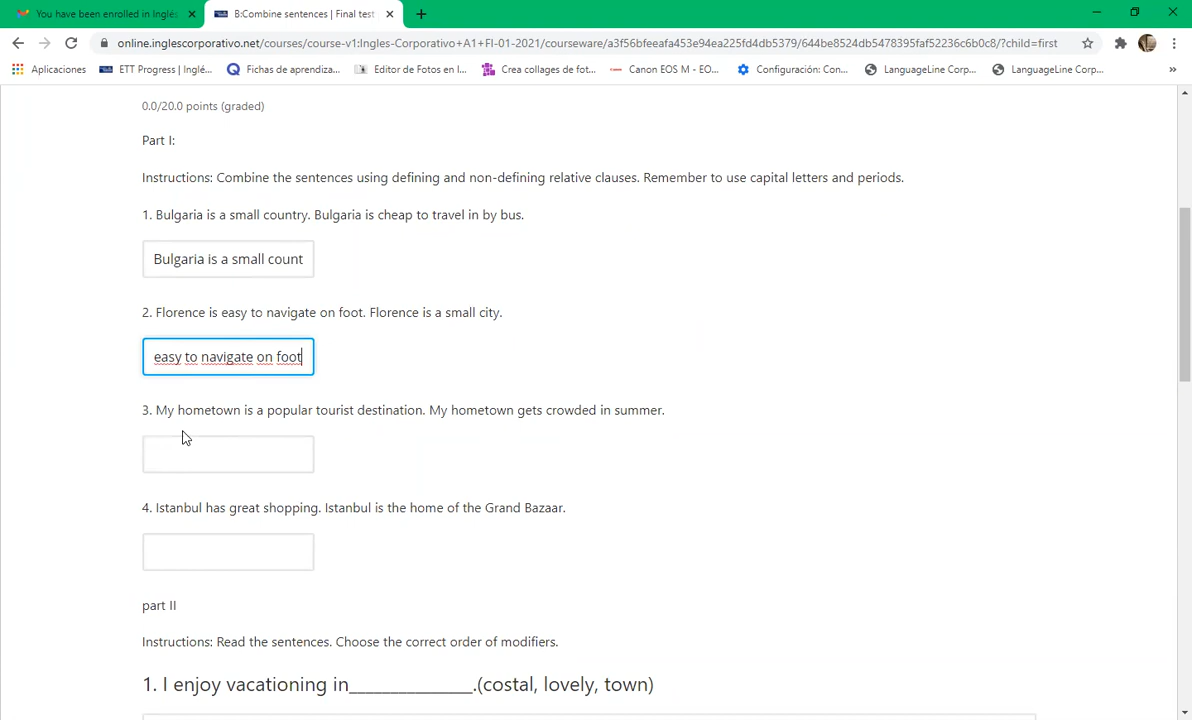 You have been enrolled in Inglés
B:Combine sentences | Final test
online.inglescorporativo.net/courses/course-v1:Ingles-Corporativo+A1+FI-01-2021/courseware/a3f56bfeeafa453e94ea225fd4db5379/644be8524db5478395faf52236c6b0c8/?child=first
Aplicaciones ETT Progress | Inglé... Fichas de aprendiza... Editor de Fotos en l... Crea collages de fot... Canon EOS M - EO... Configuración: Con... LanguageLine Corp... LanguageLine Corp... »
0.0/20.0 points (graded)
Part I:
Instructions: Combine the sentences using defining and non-defining relative clauses. Remember to use capital letters and periods.
1. Bulgaria is a small country. Bulgaria is cheap to travel in by bus.
Bulgaria is a small count
2. Florence is easy to navigate on foot. Florence is a small city.
easy to navigate on foot
3. My hometown is a popular tourist destination. My hometown gets crowded in summer.
4. Istanbul has great shopping. Istanbul is the home of the Grand Bazaar.
part II
Instructions: Read the sentences. Choose the correct order of modifiers.
1. I enjoy vacationing in______________.(costal, lovely, town)